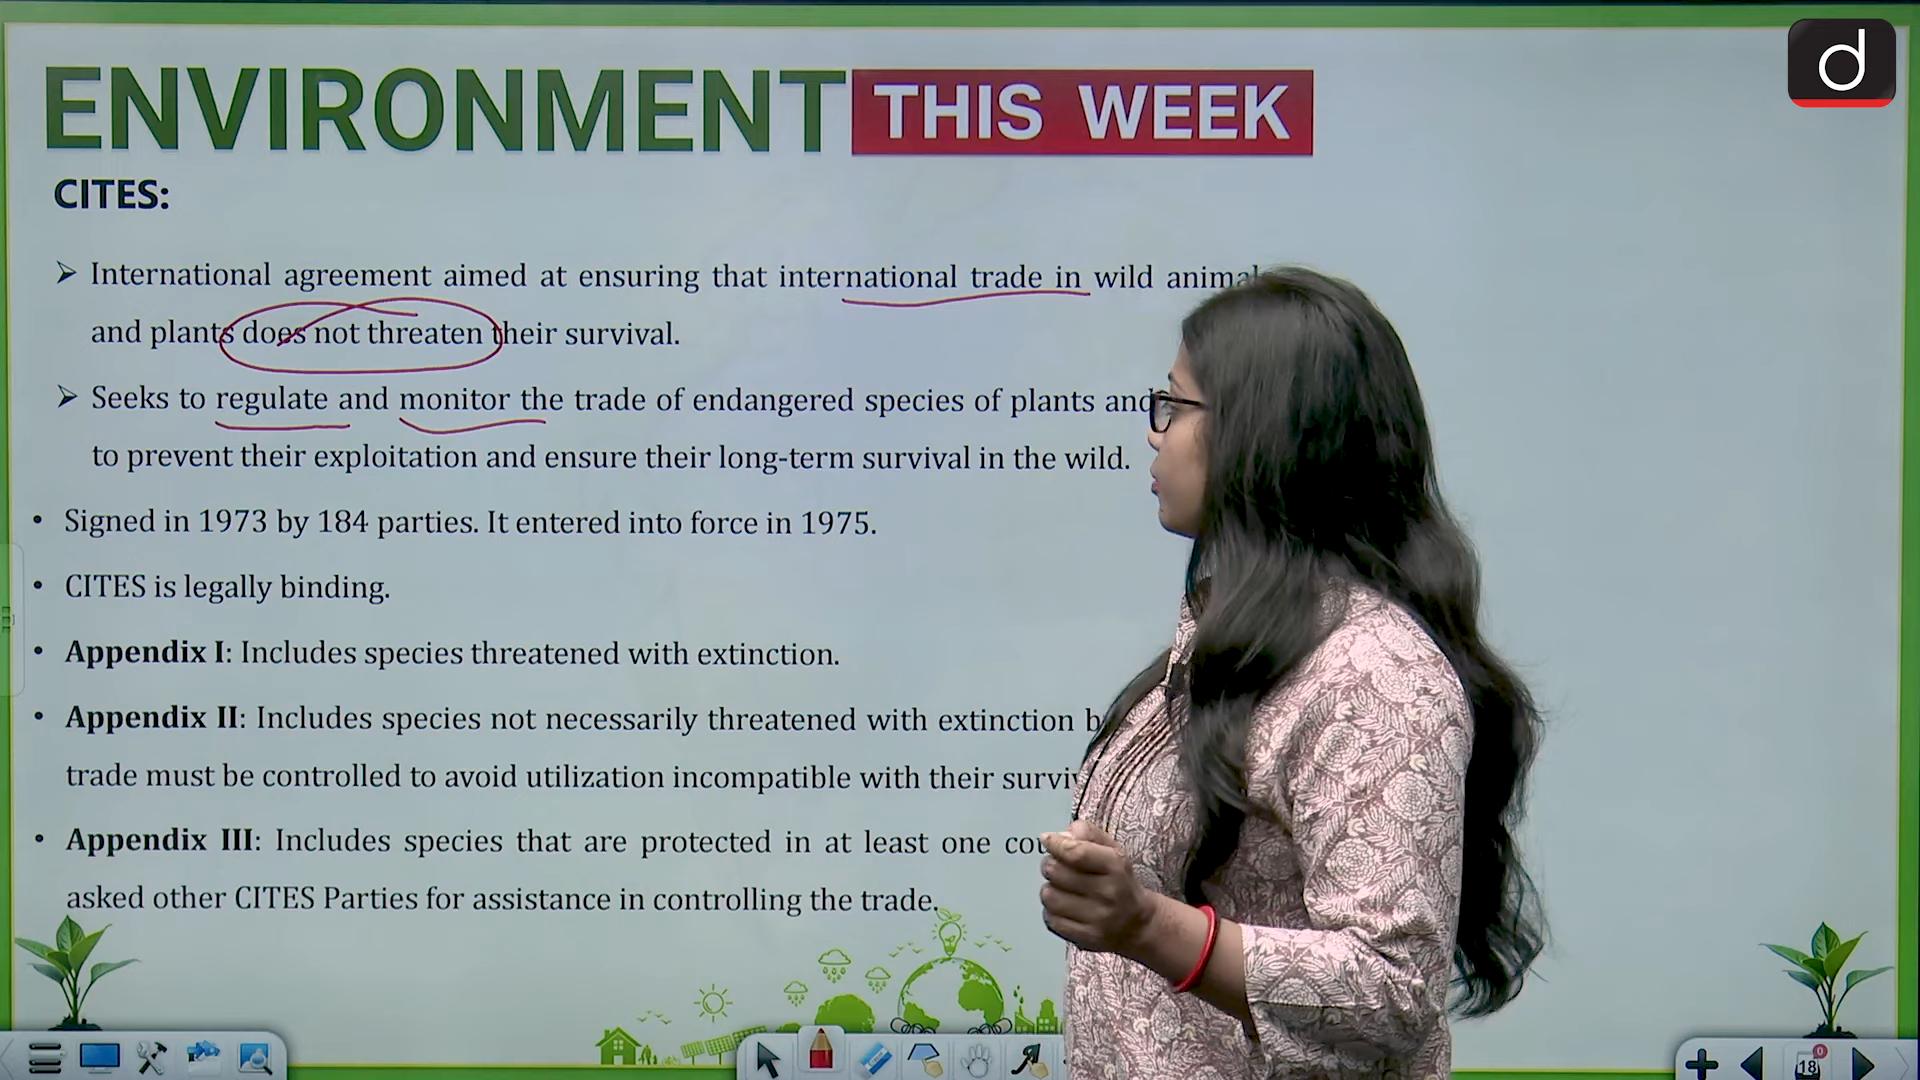 d
ENVIRONMENT THIS WEEK
CITES:
➢ International agreement aimed at ensuring that international trade in wild
and plants does not threaten their survival.
➢ Seeks to regulate and monitor the trade of endangered species of plants and
to prevent their exploitation and ensure their long-term survival in the wild.
• Signed in 1973 by 184 parties. It entered into force in 1975.
• CITES is legally binding.
• Appendix I: Includes species threatened with extinction.
• Appendix II: Includes species not necessarily threatened with extinction
trade must be controlled to avoid utilization incompatible with their
• Appendix III: Includes species that are protected in at least one
asked other CITES Parties for assistance in controlling the trade.
18
0